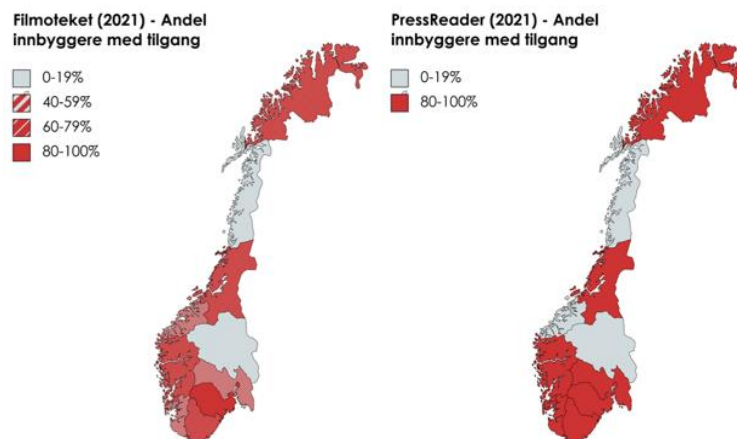 Filmoteket (2021) - Andel
innbyggere med tilgang
0-19%
40-59%
60-79%
80-100%
PressReader (2021) - Andel
innbyggere med tilgang
0-19%
80-100%